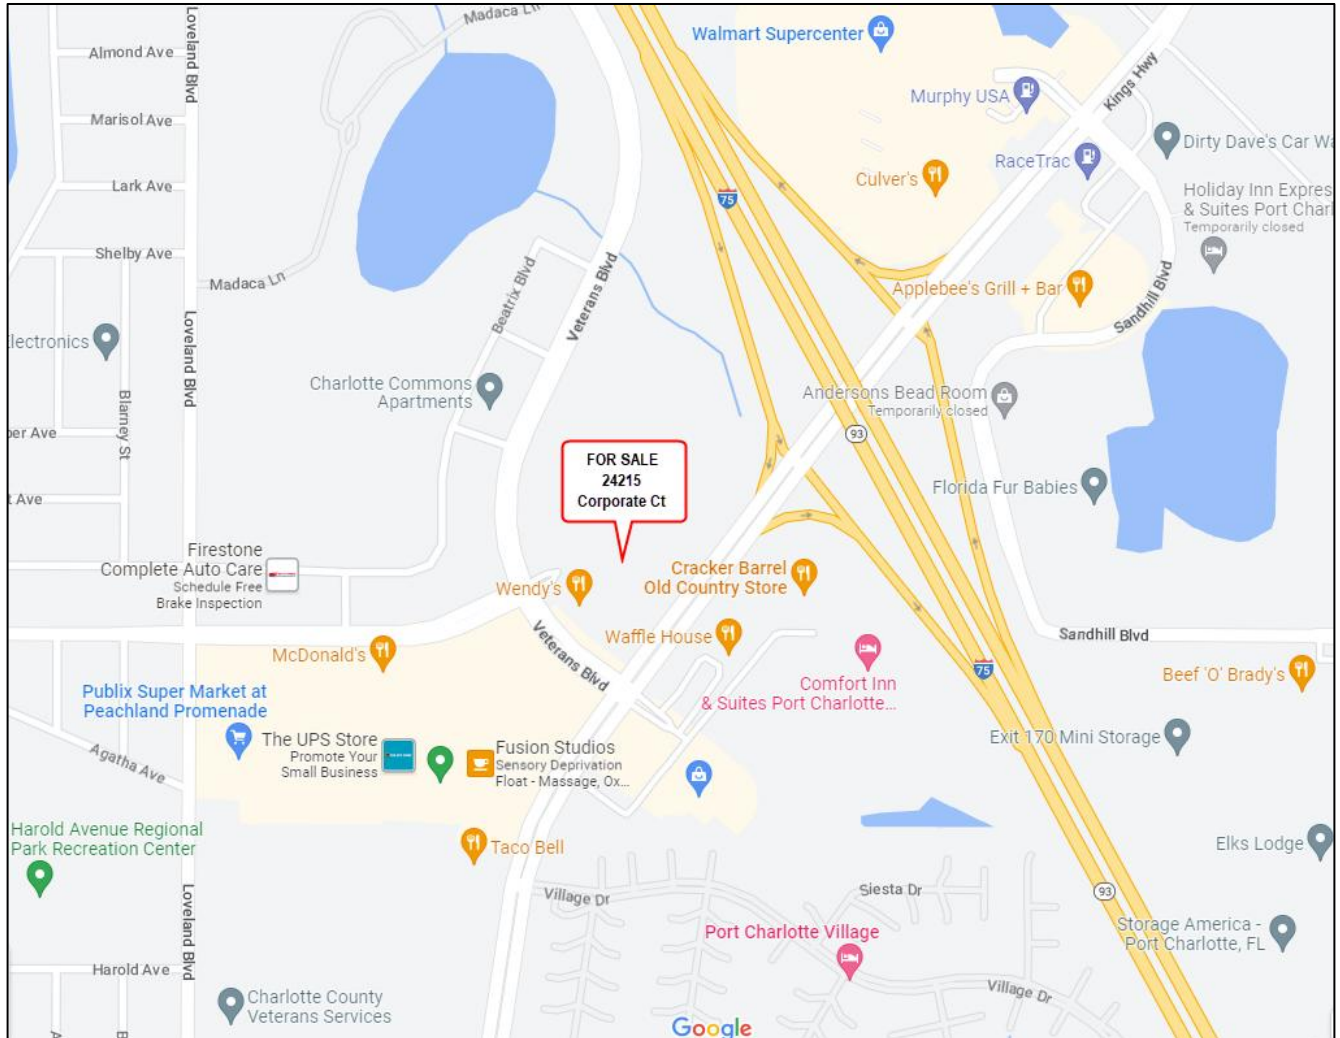 Madaca Ln
Loveland Blvd
Almond Ave
Walmart Supercenter
Kings Hwy
Murphy USA
Marisol Ave
Dirty Dave's Car Wa
RaceTrac
Culver's
Lark Ave
Holiday Inn Expres
& Suites Port Charl
Temporarily closed
75
Shelby Ave
Madaca Ln
Beatrix Blvd
Veterans Blvd
Applebee's Grill + Bar
Sandhill Blvd
lectronics
Loveland Blvd
Charlotte Commons
Apartments
Andersons Bead Room
Temporarily closed
Blarney St
per Ave
93
FOR SALE
24215
Corporate Ct
t Ave
Florida Fur Babies
Firestone
Complete Auto Care
Schedule Free
Brake Inspection
Wendy's
Cracker Barrel
Old Country Store
Waffle House
Veterans Blvd
Sandhill Blvd
McDonald's
75
Beef 'O' Brady's
Comfort Inn
& Suites Port Charlotte...
Publix Super Market at
Peachland Promenade
The UPS Store
Promote Your
Small Business
Fusion Studios
Sensory Deprivation
Float - Massage, Ox...
Exit 170 Mini Storage
Agatha Ave
Harold Avenue Regional
Park Recreation Center
Taco Bell
Elks Lodge
Village Dr
Siesta Dr
93
Loveland Blvd
Port Charlotte Village
Storage America -
Port Charlotte, FL
Harold Ave
Village Dr
Charlotte County
Veterans Services
Google